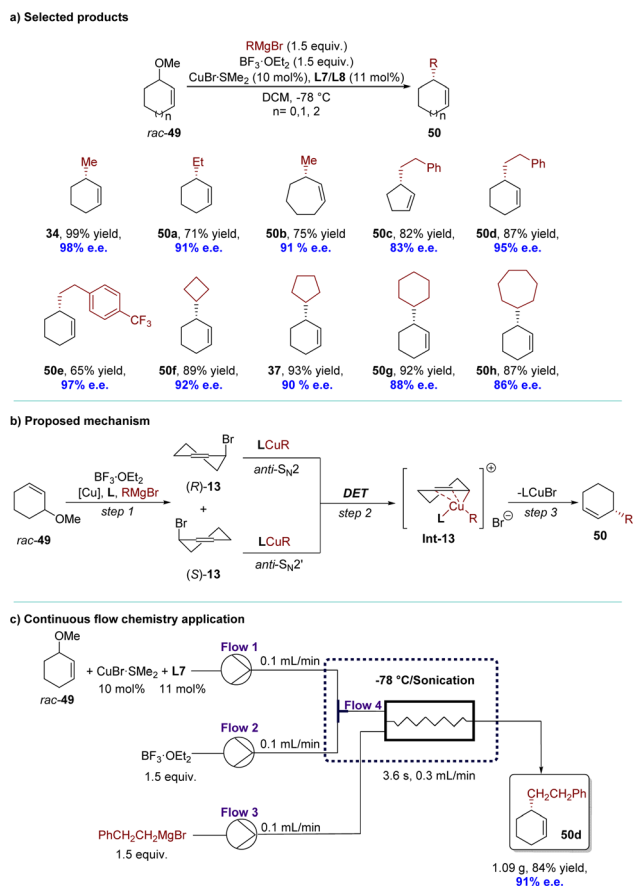 a) Selected products
RMgBr (1.5 equiv.)
BF₃·OEt₂ (1.5 equiv.)
CuBr·SMe₂ (10 mol%), L7/L8 (11 mol%)
DCM, -78 °C
n= 0,1, 2
OMe
( )n
rac-49
R
( )n
50
Me
Et
Me
Ph
Ph
34, 99% yield,
98% e.e.
50a, 71% yield,
91% e.e.
50b, 75% yield
91 % e.e.
50c, 82% yield,
83% e.e.
50d, 87% yield,
95% e.e.
CF₃
50e, 65% yield,
97% e.e.
50f, 89% yield,
92% e.e.
37, 93% yield,
90 % e.e.
50g, 92% yield,
88% e.e.
50h, 87% yield,
86% e.e.
b) Proposed mechanism
OMe
rac-49
BF₃·OEt₂
[Cu], L, RMgBr
step 1
Br
(R)-13
+
Br
(S)-13
LCuR
anti-SN2
LCuR
anti-SN2'
DET
step 2
Cu
L R
⊕
Br⊖
Int-13
-LCuBr
step 3
R
50
c) Continuous flow chemistry application
OMe
rac-49
+ CuBr·SMe₂ + L7
10 mol% 11 mol%
Flow 1
0.1 mL/min
BF₃·OEt₂
1.5 equiv.
Flow 2
0.1 mL/min
PhCH₂CH₂MgBr
1.5 equiv.
Flow 3
0.1 mL/min
-78 °C/Sonication
Flow 4
3.6 s, 0.3 mL/min
CH₂CH₂Ph
50d
1.09 g, 84% yield,
91% e.e.